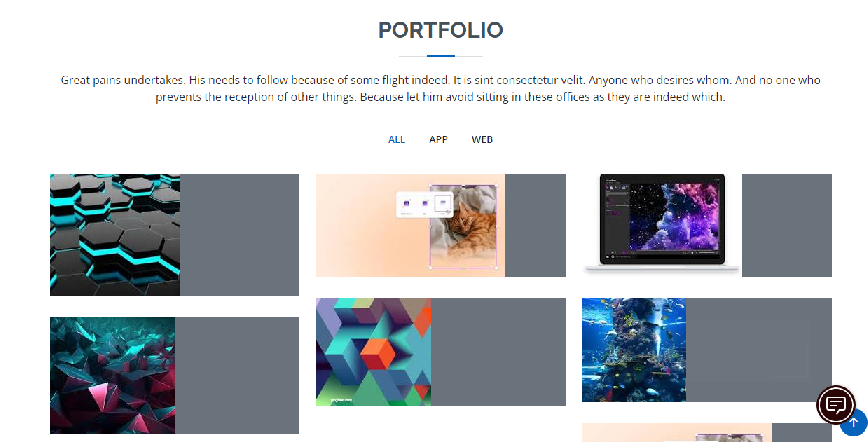 PORTFOLIO
Great pains undertakes. His needs to follow because of some flight indeed. It is sint consectetur velit. Anyone who desires whom. And no one who
prevents the reception of other things. Because let him avoid sitting in these offices as they are indeed which.
ALL APP WEB